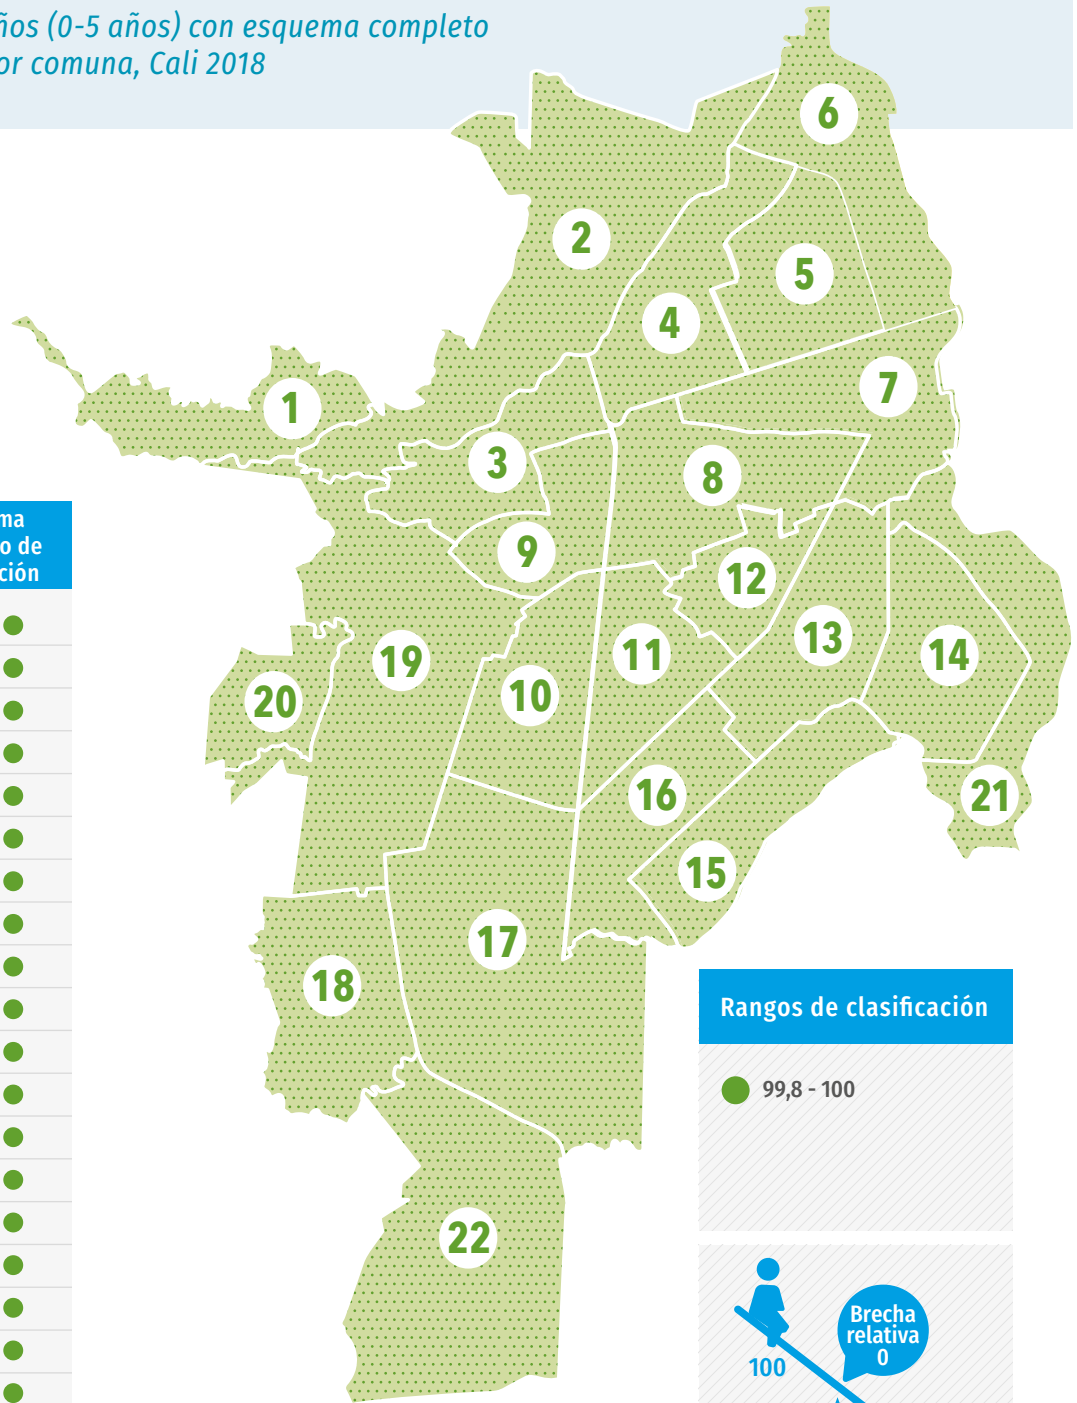 ños (0-5 años) con esquema completo
or comuna, Cali 2018
6
2
5
4
7
1
3
8
9
12
13
11
14
19
10
20
16
21
15
17
18
22
ma
o de
ción
Rangos de clasificación
99,8 - 100
Brecha
relativa
0
100